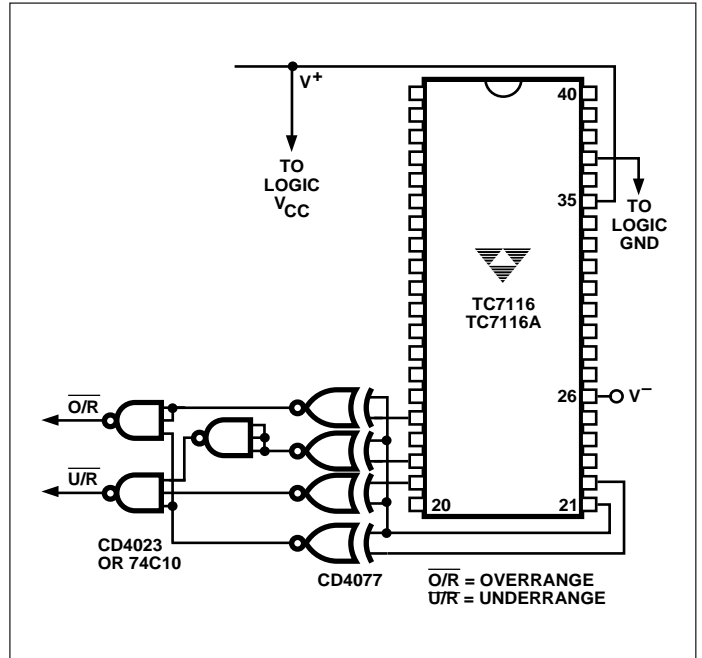 V+
40
TO
LOGIC
VCC
35
TO
LOGIC
GND
TC7116
TC7116A
O/R
26
V−
U/R
20
21
CD4023
OR 74C10
CD4077
O/R = OVERRANGE
U/R = UNDERRANGE